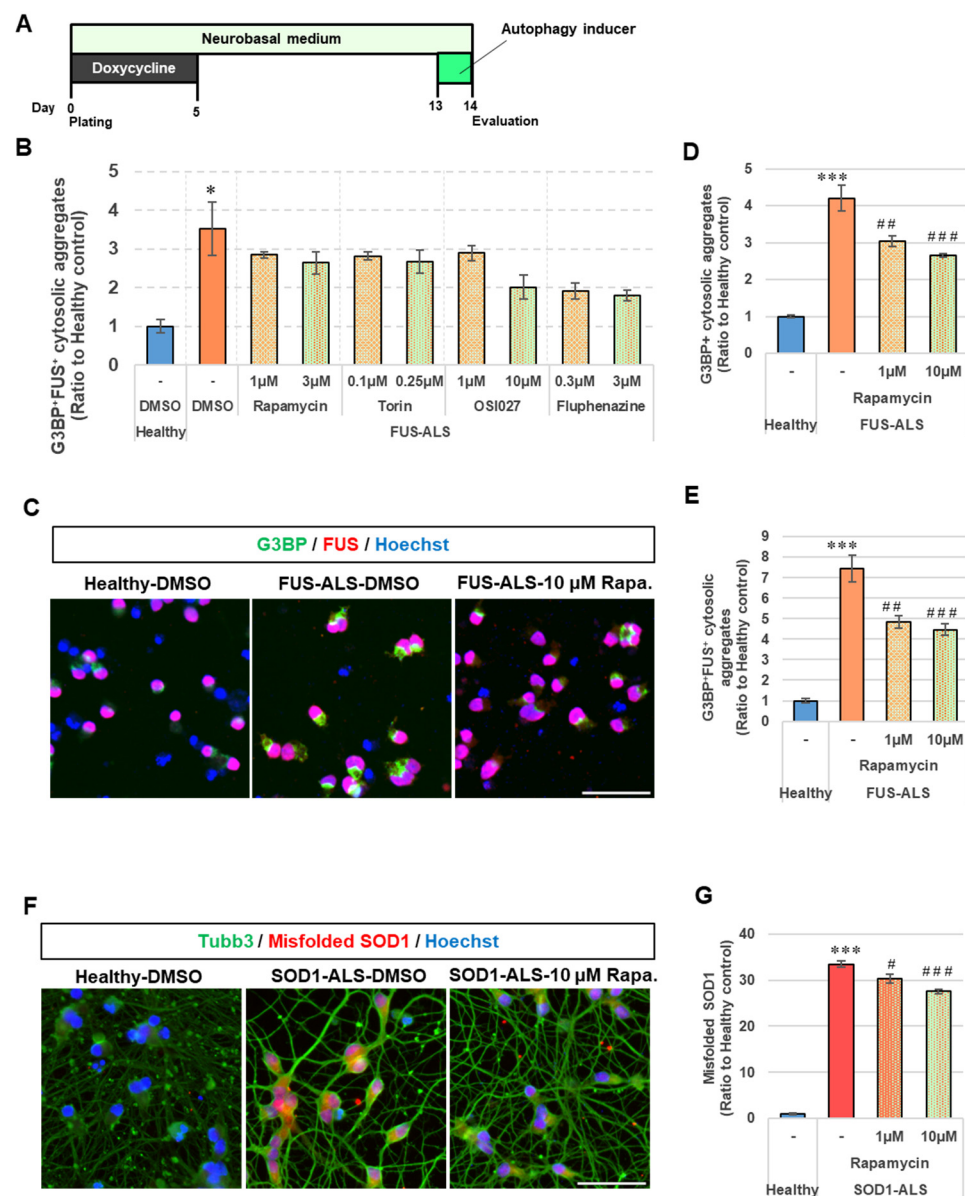 A
Neurobasal medium
Autophagy inducer
Doxycycline
Day 0 5 13 14
Plating Evaluation
B
G3BP⁺FUS⁺ cytosolic aggregates
(Ratio to Healthy control)
5
4
3
2
1
0
*
- - 1μM 3μM 0.1μM 0.25μM 1μM 10μM 0.3μM 3μM
DMSO DMSO Rapamycin Torin OSI027 Fluphenazine
Healthy FUS-ALS
D
G3BP+ cytosolic aggregates
(Ratio to Healthy control)
5
4
3
2
1
0
***
##
###
- - 1μM 10μM
Rapamycin
Healthy FUS-ALS
C
G3BP / FUS / Hoechst
Healthy-DMSO FUS-ALS-DMSO FUS-ALS-10 μM Rapa.
E
G3BP⁺FUS⁺ cytosolic
aggregates
(Ratio to Healthy control)
9
8
7
6
5
4
3
2
1
0
***
##
###
- - 1μM 10μM
Rapamycin
Healthy FUS-ALS
F
Tubb3 / Misfolded SOD1 / Hoechst
Healthy-DMSO SOD1-ALS-DMSO SOD1-ALS-10 μM Rapa.
G
Misfolded SOD1
(Ratio to Healthy control)
40
30
20
10
0
***
#
###
- - 1μM 10μM
Rapamycin
Healthy SOD1-ALS